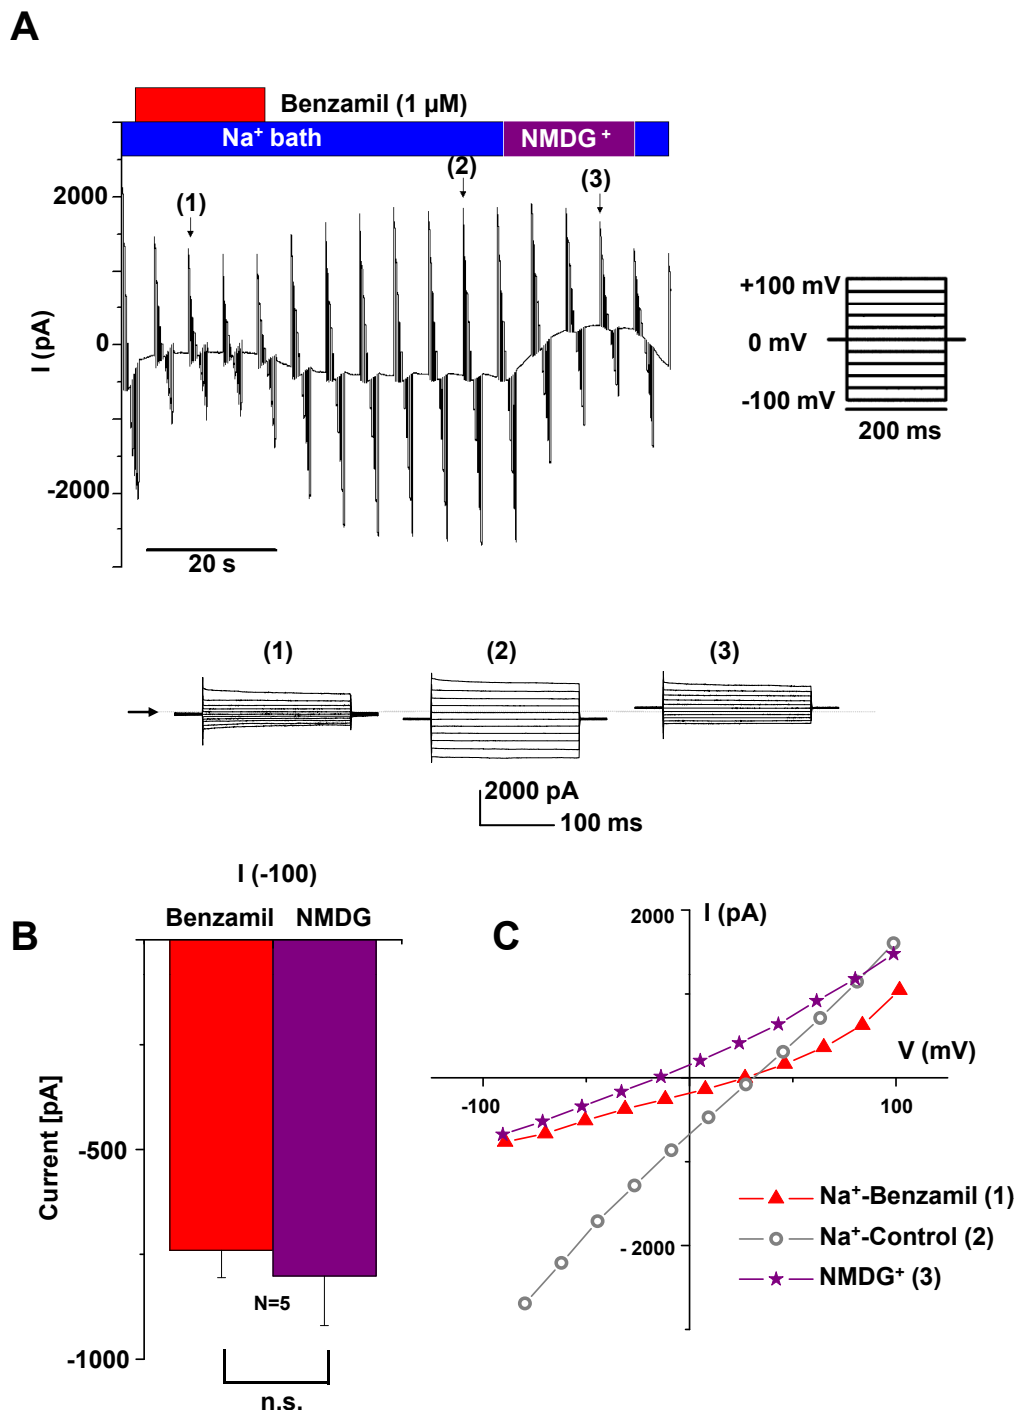 A
Benzamil (1 µM)
Na⁺ bath
NMDG⁺
(1)
(2)
(3)
2000
0
-2000
I (pA)
20 s
+100 mV
0 mV
-100 mV
200 ms
(1)
(2)
(3)
2000 pA
100 ms
B
I (-100)
Benzamil
NMDG
-500
-1000
Current [pA]
N=5
n.s.
C
2000
I (pA)
V (mV)
-100
100
-2000
Na⁺-Benzamil (1)
Na⁺-Control (2)
NMDG⁺ (3)